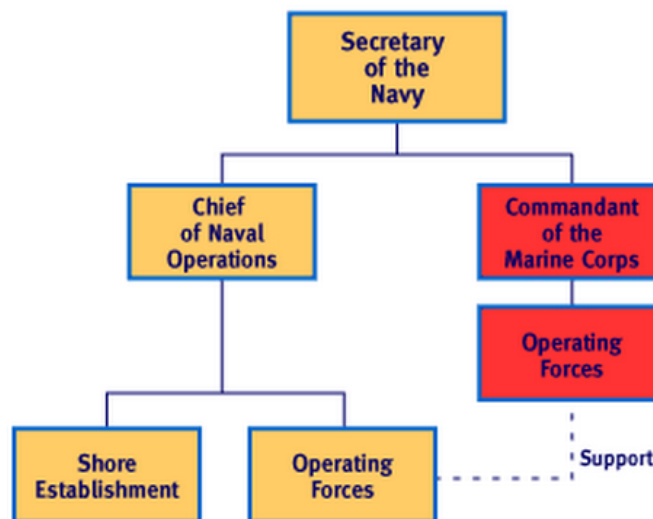 Secretary
of the
Navy
Chief
of Naval
Operations
Commandant
of the
Marine Corps
Operating
Forces
Shore
Establishment
Operating
Forces
Support